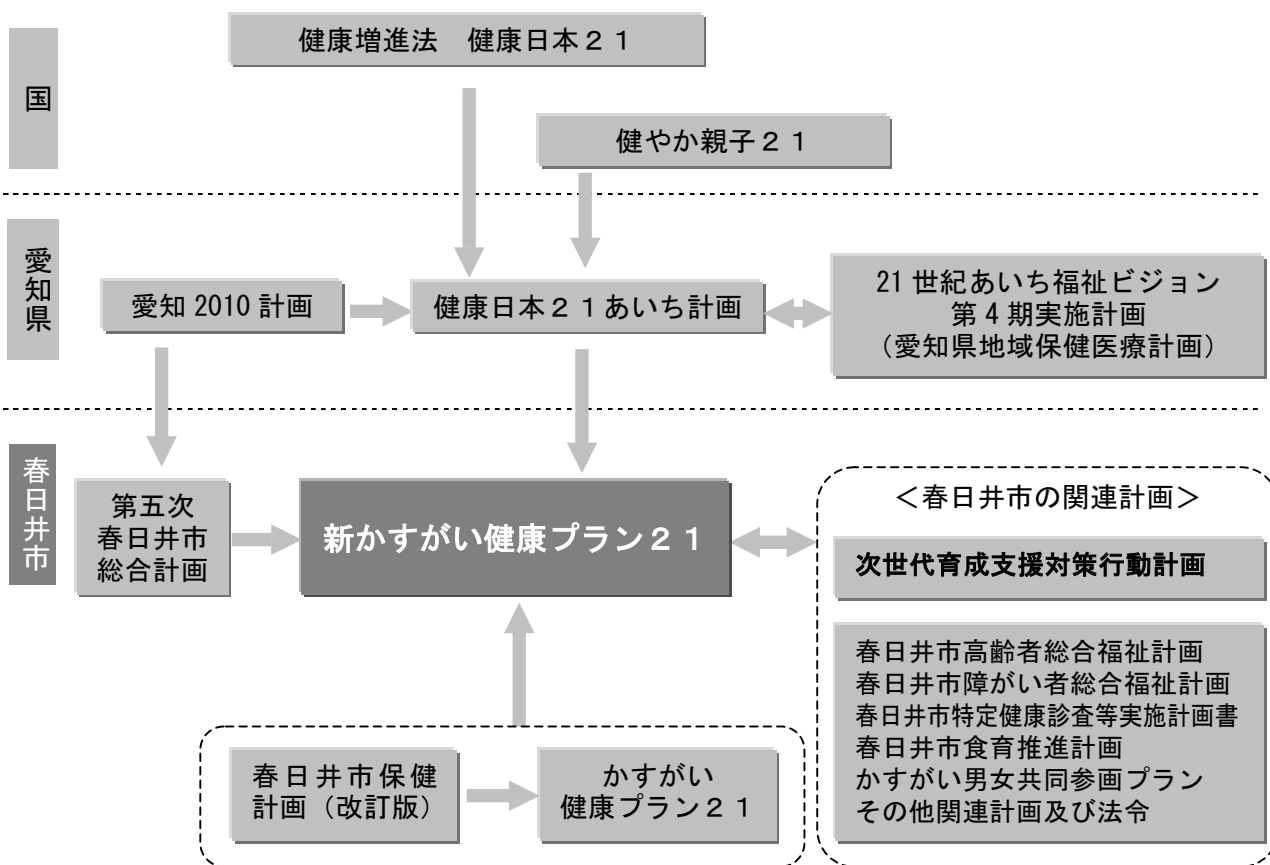 国
健康増進法　健康日本２１
健やか親子２１
愛知県
愛知 2010 計画
健康日本２１あいち計画
21 世紀あいち福祉ビジョン
第 4 期実施計画
（愛知県地域保健医療計画）
春日井市
第五次
春日井市
総合計画
新かすがい健康プラン２１
＜春日井市の関連計画＞
次世代育成支援対策行動計画
春日井市高齢者総合福祉計画
春日井市障がい者総合福祉計画
春日井市特定健康診査等実施計画書
春日井市食育推進計画
かすがい男女共同参画プラン
その他関連計画及び法令
春日井市保健
計画（改訂版）
かすがい
健康プラン２１